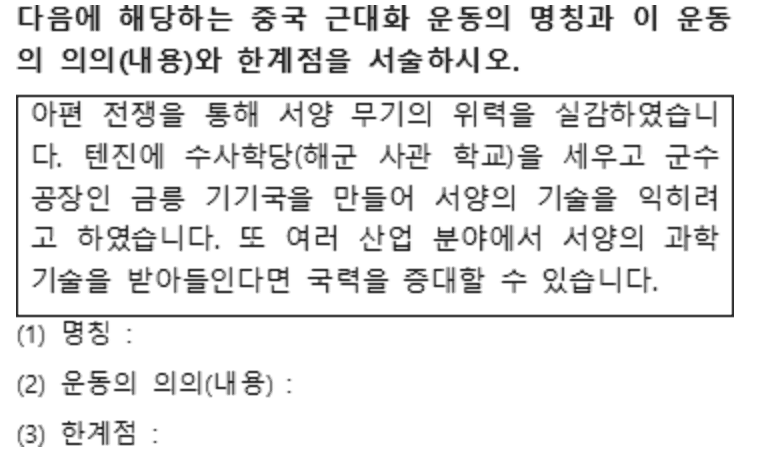 다음에 해당하는 중국 근대화 운동의 명칭과 이 운동
의 의의(내용)와 한계점을 서술하시오.
아편 전쟁을 통해 서양 무기의 위력을 실감하였습니
다. 텐진에 수사학당(해군 사관 학교)을 세우고 군수
공장인 금릉 기기국을 만들어 서양의 기술을 익히려
고 하였습니다. 또 여러 산업 분야에서 서양의 과학
기술을 받아들인다면 국력을 증대할 수 있습니다.
(1) 명칭 :
(2) 운동의 의의(내용) :
(3) 한계점 :